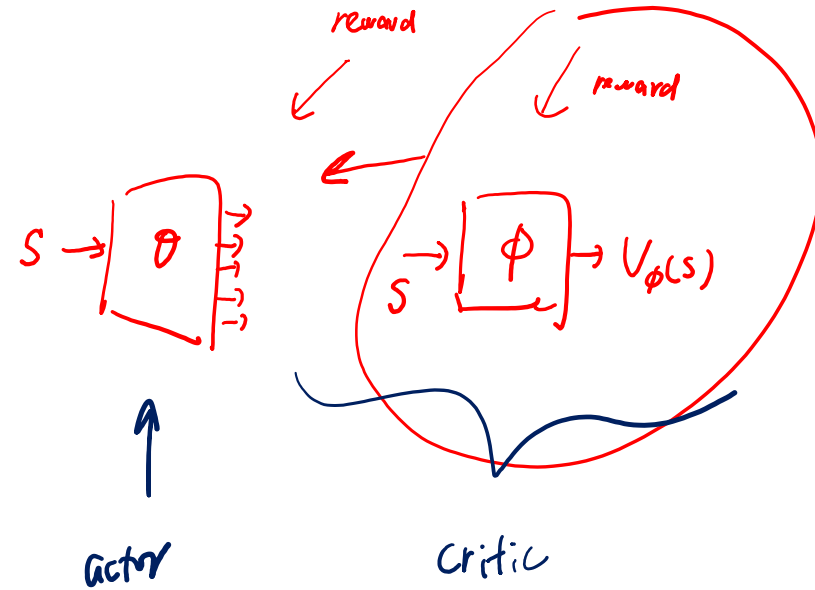 reward
reward
S → θ
S → ϕ → Vϕ(s)
actor
critic